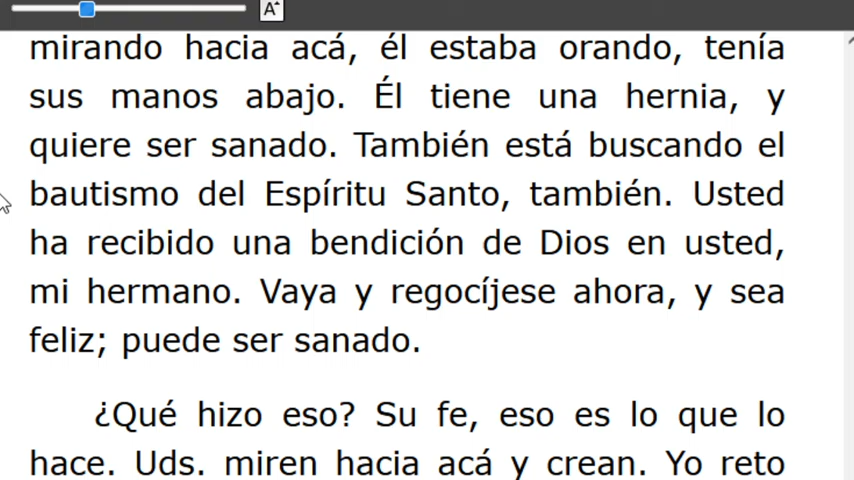 A
mirando hacia acá, él estaba orando, tenía
sus manos abajo. Él tiene una hernia, y
quiere ser sanado. También está buscando el
bautismo del Espíritu Santo, también. Usted
ha recibido una bendición de Dios en usted,
mi hermano. Vaya y regocíjese ahora, y sea
feliz; puede ser sanado.
¿Qué hizo eso? Su fe, eso es lo que lo
hace. Uds. miren hacia acá y crean. Yo reto